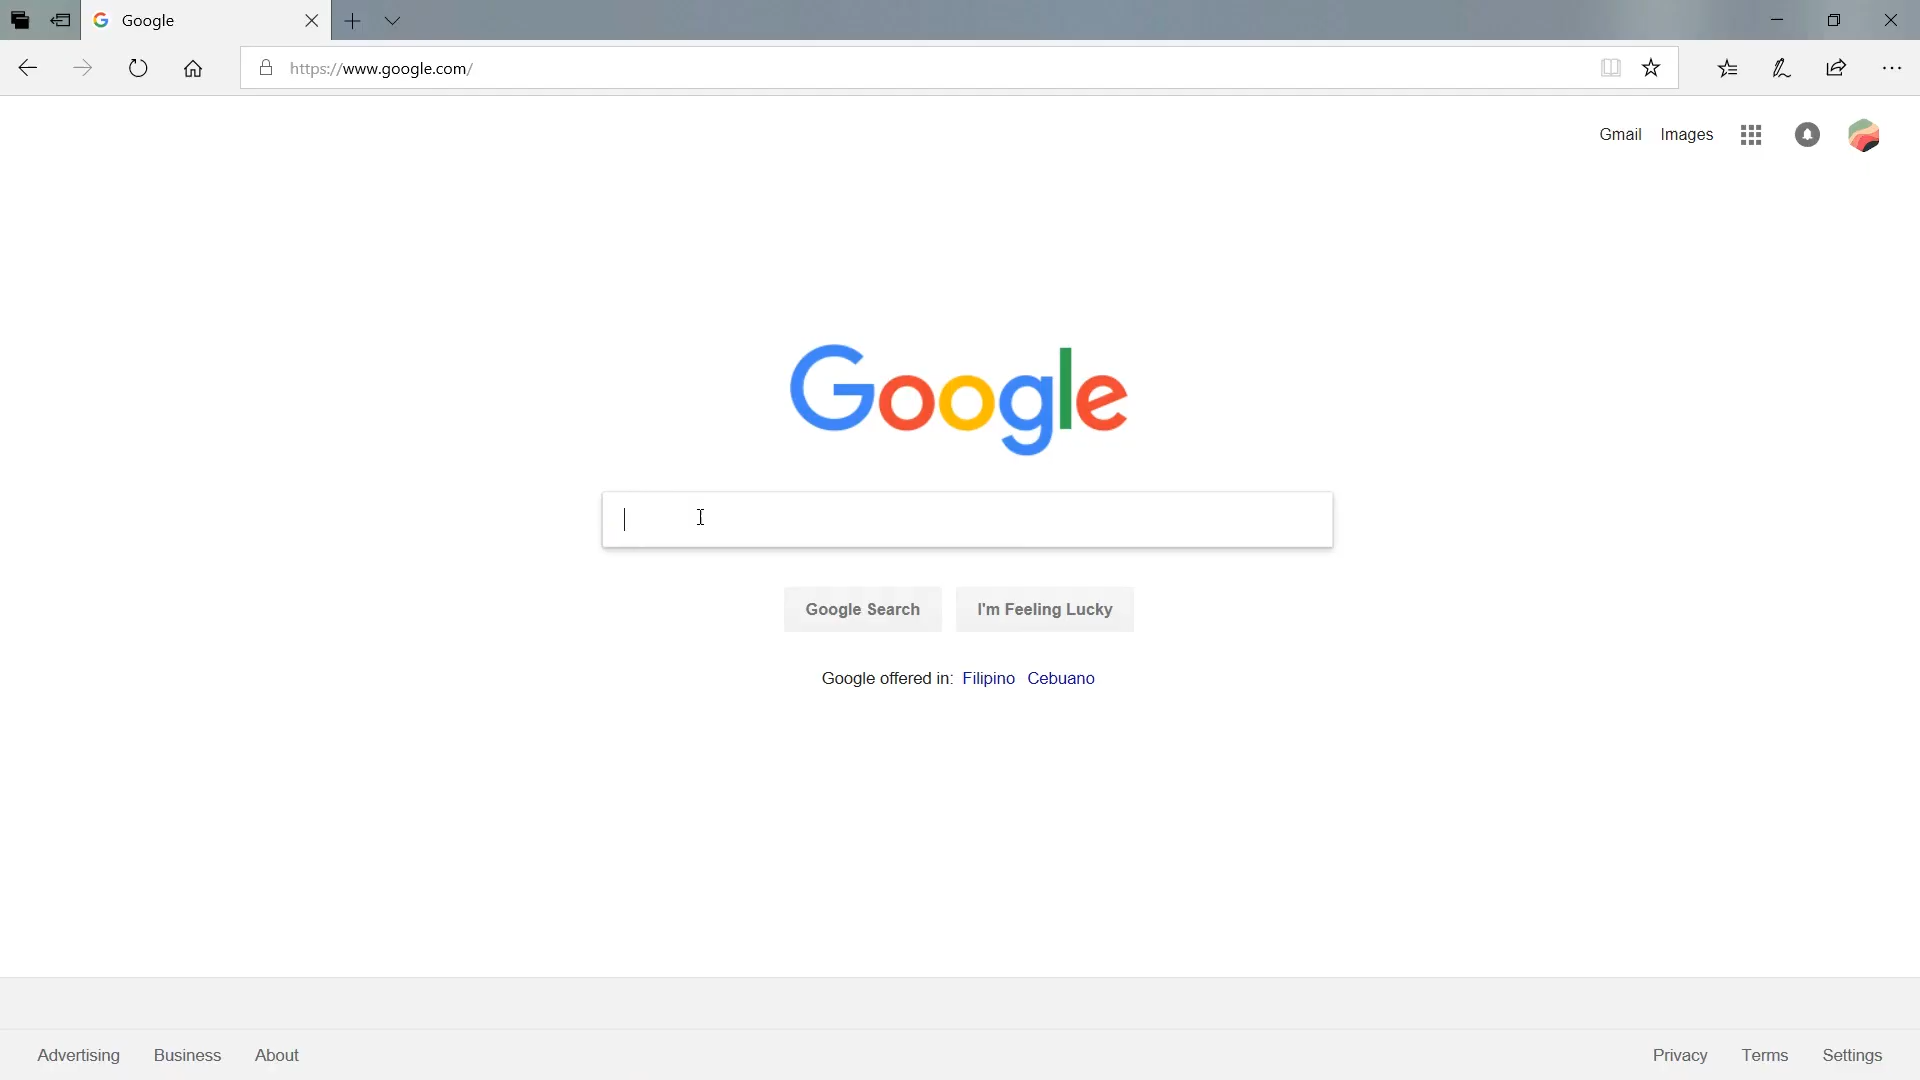 Google
https://www.google.com/
Gmail Images
Google
Google Search I'm Feeling Lucky
Google offered in: Filipino Cebuano
Advertising Business About Privacy Terms Settings